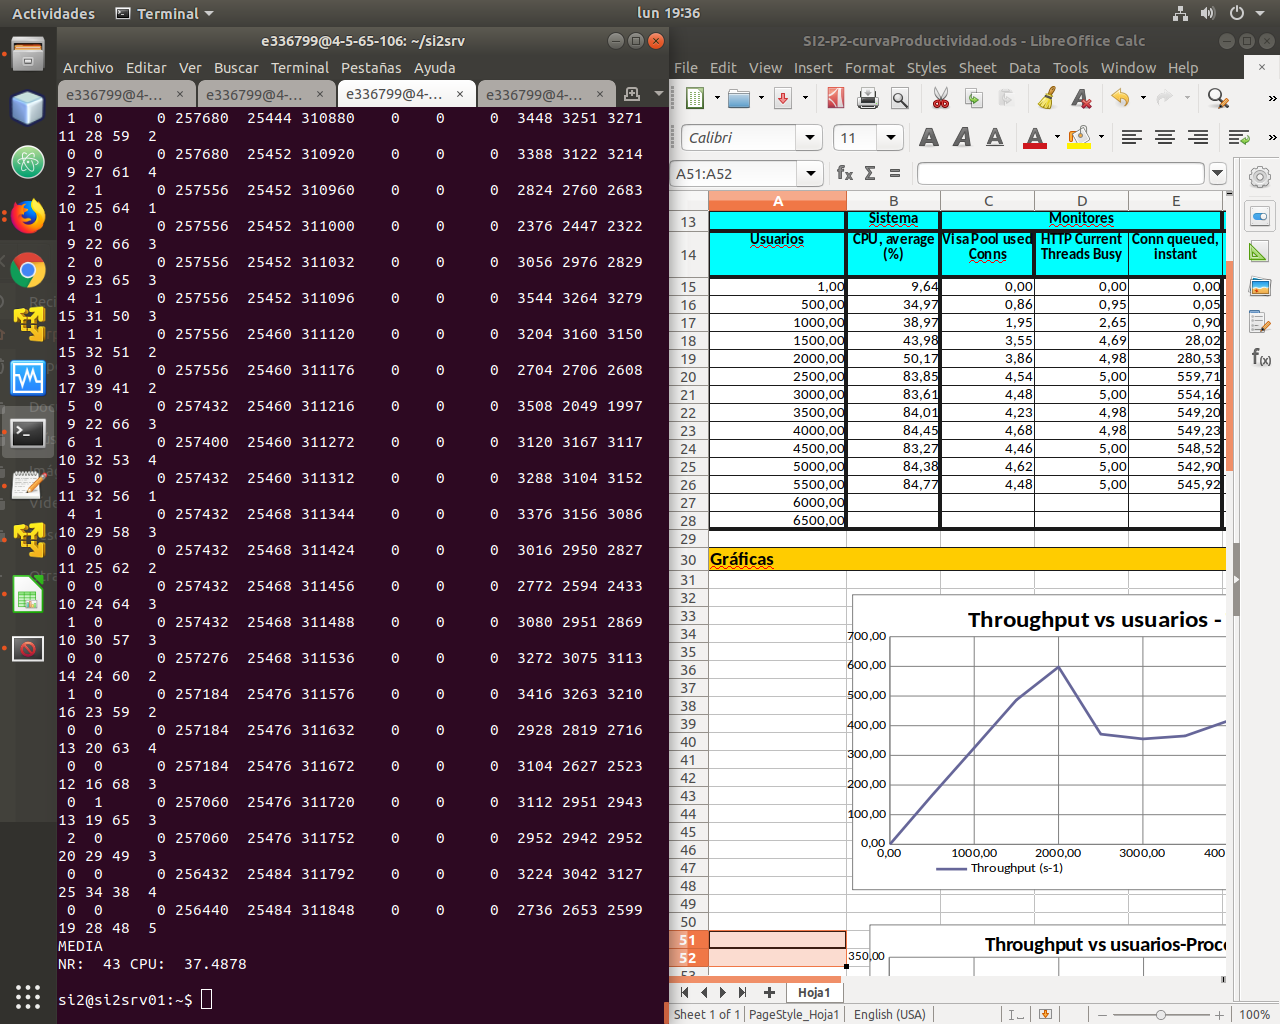 Actividades Terminal lun 19:36
e336799@4-5-65-106: ~/si2srv
Archivo Editar Ver Buscar Terminal Pestañas Ayuda
e336799@4-... × e336799@4-... × e336799@4-... × e336799@4-... ×
1 0 0 257680 25444 310880 0 0 0 3448 3251 3271
11 28 59 2
0 0 0 257680 25452 310920 0 0 0 3388 3122 3214
9 27 61 4
2 1 0 257556 25452 310960 0 0 0 2824 2760 2683
10 25 64 1
1 0 0 257556 25452 311000 0 0 0 2376 2447 2322
9 22 66 3
2 0 0 257556 25452 311032 0 0 0 3056 2976 2829
9 23 65 3
4 1 0 257556 25452 311096 0 0 0 3544 3264 3279
15 31 50 3
1 1 0 257556 25460 311120 0 0 0 3204 3160 3150
15 32 51 2
3 0 0 257556 25460 311176 0 0 0 2704 2706 2608
17 39 41 2
5 0 0 257432 25460 311216 0 0 0 3508 2049 1997
9 22 66 3
6 1 0 257400 25460 311272 0 0 0 3120 3167 3117
10 32 53 4
5 0 0 257432 25460 311312 0 0 0 3288 3104 3152
11 32 56 1
4 1 0 257432 25468 311344 0 0 0 3376 3156 3086
10 29 58 3
0 0 0 257432 25468 311424 0 0 0 3016 2950 2827
11 25 62 2
0 0 0 257432 25468 311456 0 0 0 2772 2594 2433
10 24 64 3
1 0 0 257432 25468 311488 0 0 0 3080 2951 2869
10 30 57 3
0 0 0 257276 25468 311536 0 0 0 3272 3075 3113
14 24 60 2
1 0 0 257184 25476 311576 0 0 0 3416 3263 3210
16 23 59 2
0 0 0 257184 25476 311632 0 0 0 2928 2819 2716
13 20 63 4
0 0 0 257184 25476 311672 0 0 0 3104 2627 2523
12 16 68 3
0 1 0 257060 25476 311720 0 0 0 3112 2951 2943
13 19 65 3
2 0 0 257060 25476 311752 0 0 0 2952 2942 2952
20 29 49 3
0 0 0 256432 25484 311792 0 0 0 3224 3042 3127
25 34 38 4
0 0 0 256440 25484 311848 0 0 0 2736 2653 2599
19 28 48 5
MEDIA
NR: 43 CPU: 37.4878
si2@si2srv01:~$
SI2-P2-curvaProductividad.ods - LibreOffice Calc
File Edit View Insert Format Styles Sheet Data Tools Window Help ×
Calibri 11
A51:A52
A B C D E
13 Sistema Monitores
14 Usuarios CPU, average (%) Visa Pool used Conns HTTP Current Threads Busy Conn queued, instant
15 1,00 9,64 0,00 0,00 0,00
16 500,00 34,97 0,86 0,95 0,05
17 1000,00 38,97 1,95 2,65 0,90
18 1500,00 43,98 3,55 4,69 28,02
19 2000,00 50,17 3,86 4,98 280,53
20 2500,00 83,85 4,54 5,00 559,71
21 3000,00 83,61 4,48 5,00 554,16
22 3500,00 84,01 4,23 4,98 549,20
23 4000,00 84,45 4,68 4,98 549,23
24 4500,00 83,27 4,46 5,00 548,52
25 5000,00 84,38 4,62 5,00 542,90
26 5500,00 84,77 4,48 5,00 545,92
27 6000,00
28 6500,00
29
30 Gráficas
31
32
33
34
35
36
37
38
39
40
41
42
43
44
45
46
47
48
49
50
51
52
53
Throughput vs usuarios -
700,00
600,00
500,00
400,00
300,00
200,00
100,00
0,00
0,00 1000,00 2000,00 3000,00 400
Throughput (s-1)
Throughput vs usuarios-Proc
350,00
Hoja1
Sheet 1 of 1 PageStyle_Hoja1 English (USA) 100%